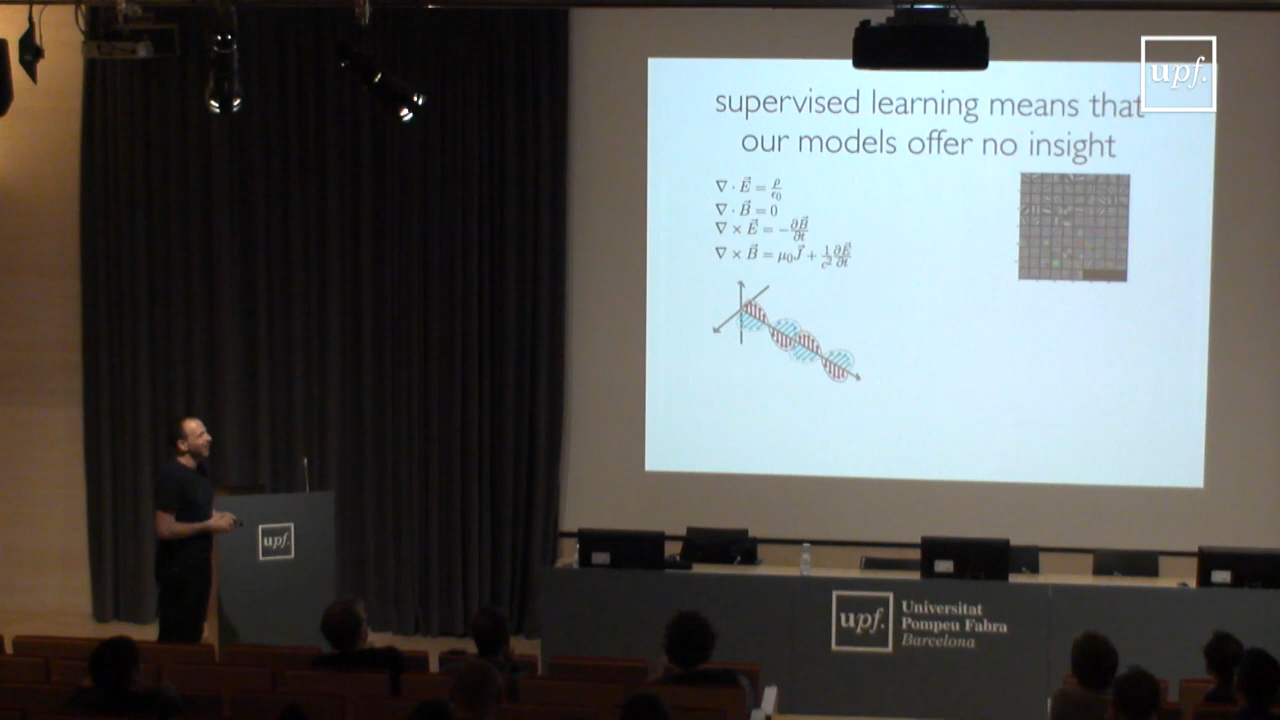 upf.
supervised learning means that
our models offer no insight
∇ · E⃗ = ρ/ϵ₀
∇ · B⃗ = 0
∇ × E⃗ = −∂B⃗/∂t
∇ × B⃗ = μ₀J⃗ + 1/c² ∂E⃗/∂t
upf.
upf.
Universitat
Pompeu Fabra
Barcelona